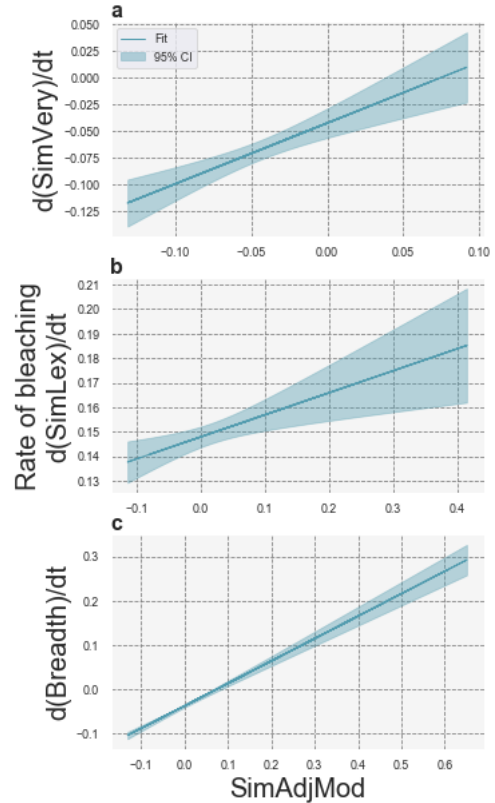 a
0.050
0.025
0.000
−0.025
−0.050
−0.075
−0.100
−0.125
d(SimVery)/dt
Fit
95% CI
−0.10 −0.05 0.00 0.05 0.10
b
0.21
0.20
0.19
0.18
0.17
0.16
0.15
0.14
0.13
Rate of bleaching
d(SimLex)/dt
−0.1 0.0 0.1 0.2 0.3 0.4
c
0.3
0.2
0.1
0.0
−0.1
d(Breadth)/dt
−0.1 0.0 0.1 0.2 0.3 0.4 0.5 0.6
SimAdjMod